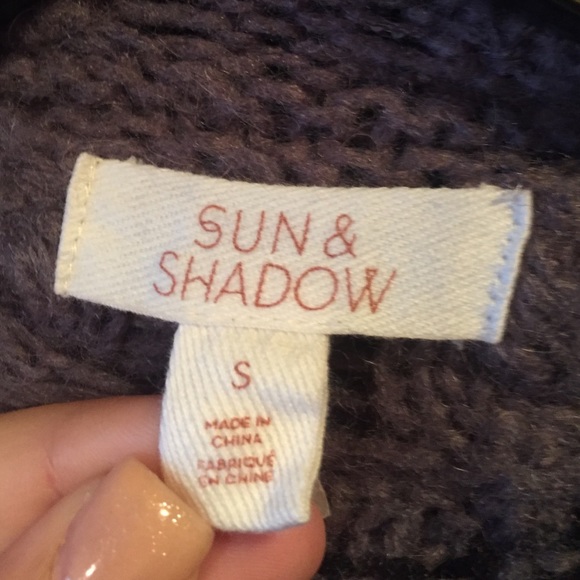 SUN &
SHADOW
S
MADE IN
CHINA
FABRIQUÉ
EN CHINE